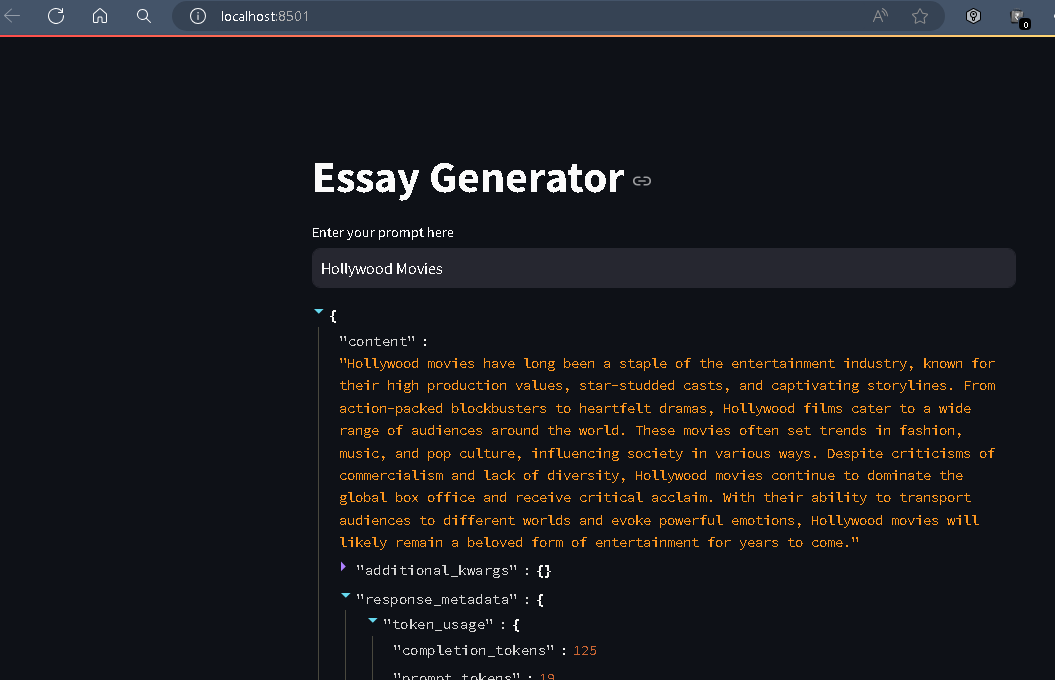 localhost:8501
A
0
Essay Generator
Enter your prompt here
Hollywood Movies
{
"content" :
"Hollywood movies have long been a staple of the entertainment industry, known for
their high production values, star-studded casts, and captivating storylines. From
action-packed blockbusters to heartfelt dramas, Hollywood films cater to a wide
range of audiences around the world. These movies often set trends in fashion,
music, and pop culture, influencing society in various ways. Despite criticisms of
commercialism and lack of diversity, Hollywood movies continue to dominate the
global box office and receive critical acclaim. With their ability to transport
audiences to different worlds and evoke powerful emotions, Hollywood movies will
likely remain a beloved form of entertainment for years to come."
"additional_kwargs" : {}
"response_metadata" : {
"token_usage" : {
"completion_tokens" : 125
"prompt_tokens" : 19